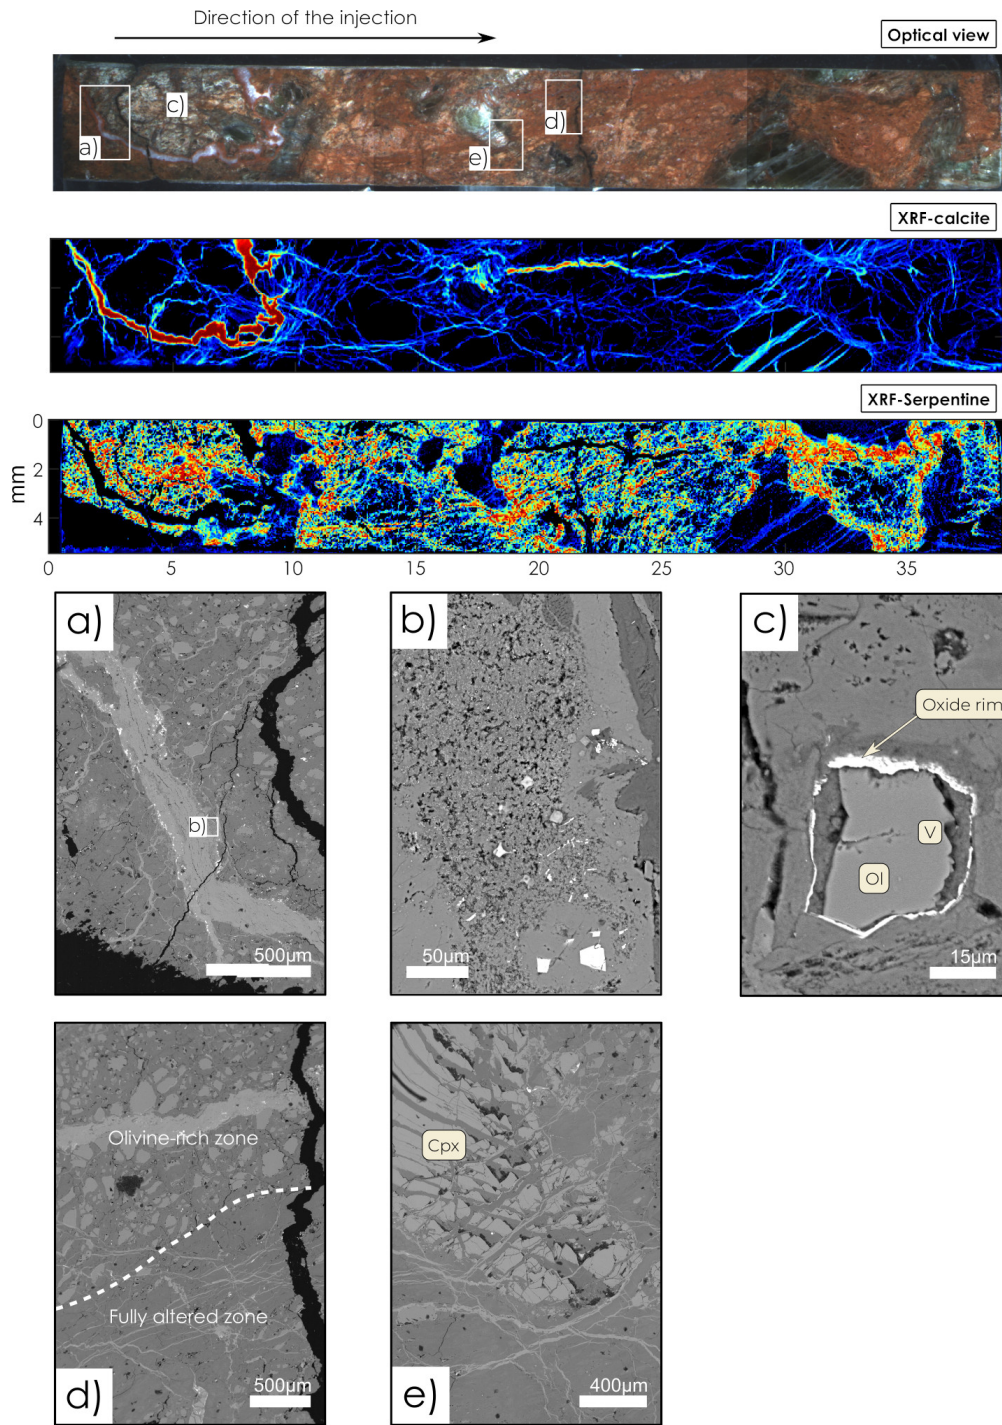 Direction of the injection
Optical view
a)
c)
e)
d)
XRF-calcite
XRF-Serpentine
0
2
4
mm
0 5 10 15 20 25 30 35
a)
b)
500µm
b)
50µm
c)
Oxide rim
V
Ol
15µm
Olivine-rich zone
Fully altered zone
d)
500µm
Cpx
e)
400µm